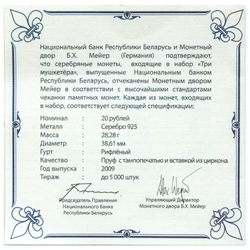 Национальный банк Республики Беларусь и Монетный
двор Б.Х. Мейер (Германия) подтверждают,
что серебряные монеты, входящие в набор «Три
мушкетёра», выпущенные Национальным банком
Республики Беларусь, отчеканены Монетным двором
Мейер в соответствии с высочайшими стандартами
чеканки памятных монет. Каждая из монет, входящих
в набор, соответствует следующей спецификации:
Номинал 20 рублей
Металл Серебро 925
Масса 28,28 г
Диаметр 38,61 мм
Гурт Рифлёный
Качество Пруф с тампопечатью и вставкой из циркона
Год выпуска 2009
Тираж до 5 000 штук
Председатель Правления
Национального Банка
Республики Беларусь
Управляющий Директор
Монетного двора Б.Х. Мейер